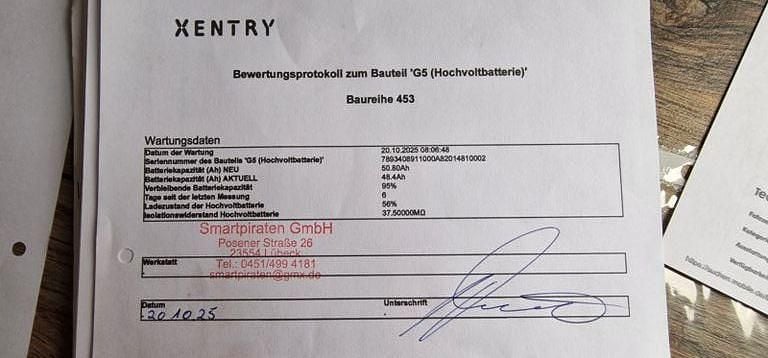 XENTRY
Bewertungsprotokoll zum Bauteil 'G5 (Hochvoltbatterie)'
Baureihe 453
Wartungsdaten
Datum der Wartung 20.10.2025 08:06:48
Seriennummer des Bauteils 'G5 (Hochvoltbatterie)' 7893408911000A82014810002
Batteriekapazität (Ah) NEU 50.80Ah
Batteriekapazität (Ah) AKTUELL 48.4Ah
Verbleibende Batteriekapazität 95%
Tage seit der letzten Messung 6
Ladezustand der Hochvoltbatterie 56%
Isolationswiderstand Hochvoltbatterie 37.50000MΩ
Smartpiraten GmbH
Posener Straße 26
23554 Lübeck
Werkstatt
Tel.: 0451/499 4181
smartpiraten@gmx.de
Datum Unterschrift
20.10.25